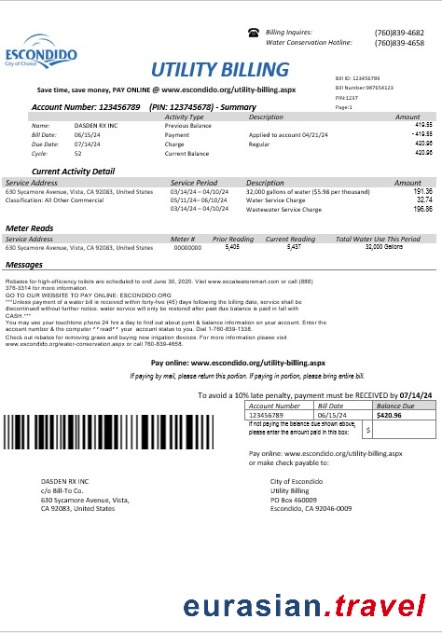 ESCONDIDO
City of Choice
Billing Inquires: (760)839-4682
Water Conservation Hotline: (760)839-4658
UTILITY BILLING
Save time, save money, PAY ONLINE @ www.escondido.org/utility-billing.aspx
Bill ID: 123456789
Bill Number:987654123
PIN:1237
Page:1
Account Number: 123456789 (PIN: 123745678) - Summary
Activity Type Description Amount
Name: DASDEN RX INC Previous Balance 419.55
Bill Date: 06/15/24 Payment Applied to account 04/21/24 - 419.55
Due Date: 07/14/24 Charge Regular 420.96
Cycle: 52 Current Balance 420.96
Current Activity Detail
Service Address Service Period Description Amount
630 Sycamore Avenue, Vista, CA 92083, United States 03/14/24 – 04/10/24 32,000 gallons of water ($5.98 per thousand) 191.36
Classification: All Other Commercial 05/11/24– 06/10/24 Water Service Charge 32.74
03/14/24 – 04/10/24 Wastewater Service Charge 196.86
Meter Reads
Service Address Meter # Prior Reading Current Reading Total Water Use This Period
630 Sycamore Avenue, Vista, CA 92083, United States 00000000 5,405 5,437 32,000 Gallons
Messages
Rebates for high-efficiency toilets are scheduled to end June 30, 2020. Visit www.socalwatersmart.com or call (888)
376-3314 for more information.
GO TO OUR WEBSITE TO PAY ONLINE: ESCONDIDO.ORG
***Unless payment of a water bill is received within forty-five (45) days following the billing date, service shall be
discontinued without further notice. water service will only be restored after past due balance is paid in full with
CASH.***
You may use your touchtone phone 24 hrs a day to find out about pymt & balance information on your account. Enter the
account number & the computer **read** your account status to you. Dial 1-760-839-1338.
Check out rebates for removing grass and buying new irrigation devices. For more information please visit
www.escondido.org/water-conservation.aspx or call 760-839-4658.
Pay online: www.escondido.org/utility-billing.aspx
If paying by mail, please return this portion. If paying in portion, please bring entire bill.
To avoid a 10% late penalty, payment must be RECEIVED by 07/14/24
Account Number Bill Date Balance Due
123456789 06/15/24 $420.96
If not paying the balance due shown above,
please enter the amount paid in this box: $
Pay online: www.escondido.org/utility-billing.aspx
or make check payable to:
DASDEN RX INC
c/o Bill-To Co.
630 Sycamore Avenue, Vista,
CA 92083, United States
City of Escondido
Utility Billing
PO Box 460009
Escondido, CA 92046-0009
eurasian.travel